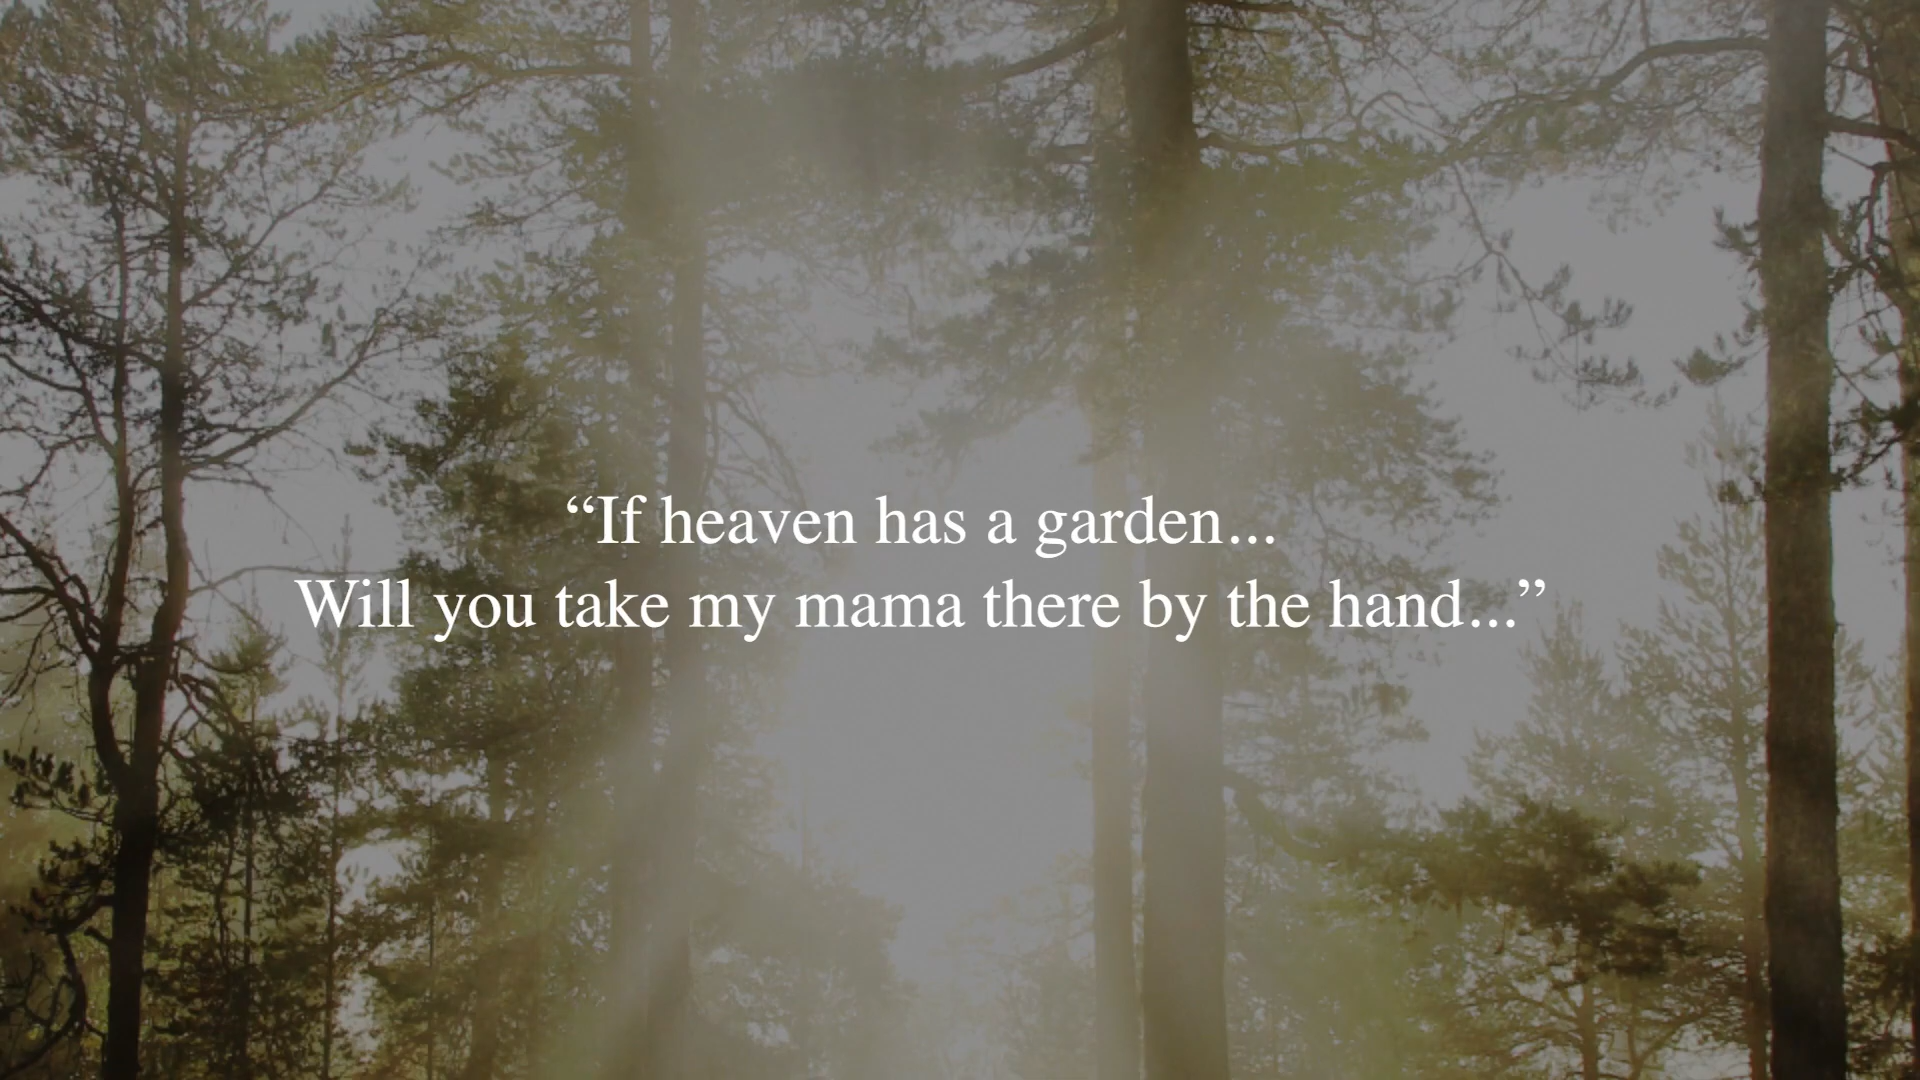 “If heaven has a garden...
Will you take my mama there by the hand...”